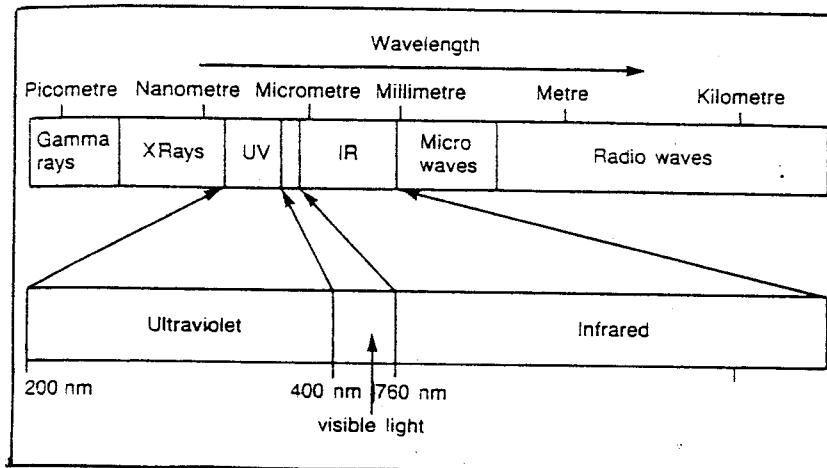 Wavelength
Picometre Nanometre Micrometre Millimetre Metre Kilometre
Gamma rays XRays UV IR Micro waves Radio waves
Ultraviolet Infrared
200 nm 400 nm 760 nm
visible light